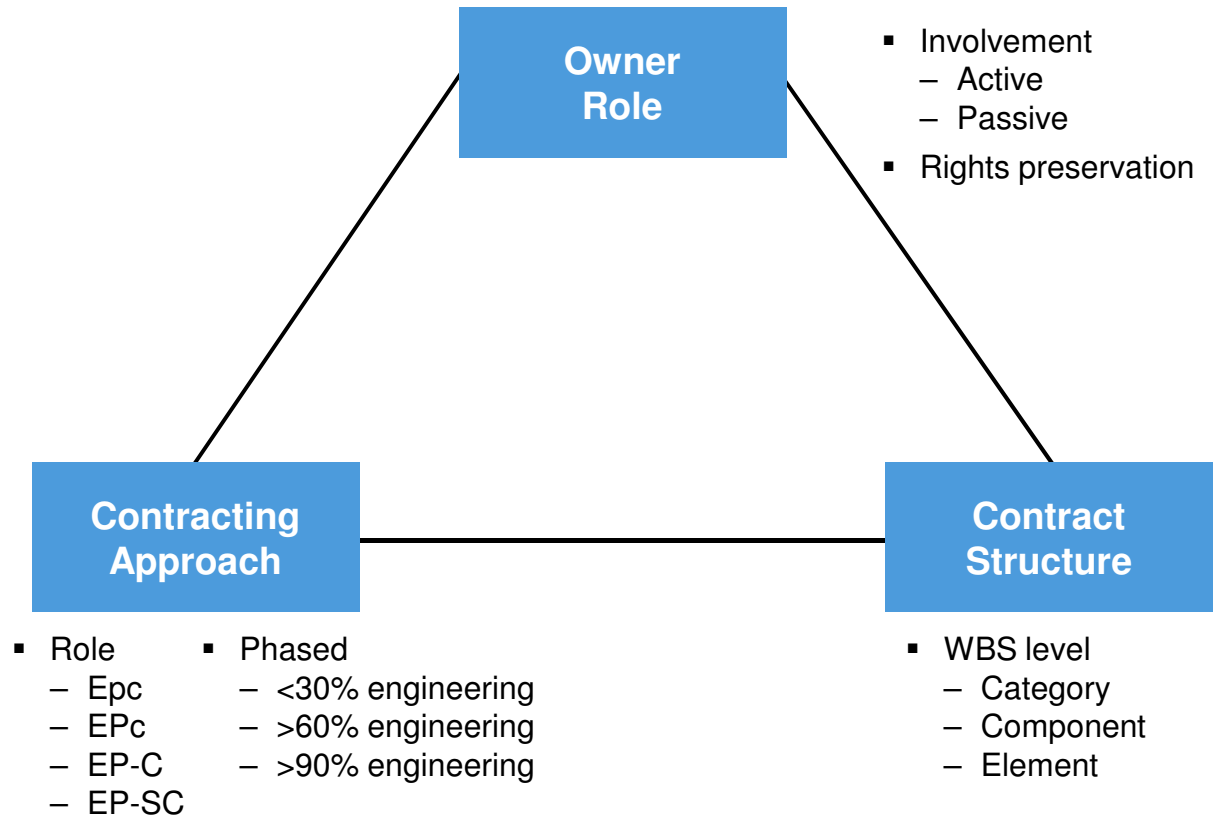 Owner
Role
▪ Involvement
– Active
– Passive
▪ Rights preservation
Contracting
Approach
Contract
Structure
▪ Role
– Epc
– EPc
– EP-C
– EP-SC
▪ Phased
– <30% engineering
– >60% engineering
– >90% engineering
▪ WBS level
– Category
– Component
– Element